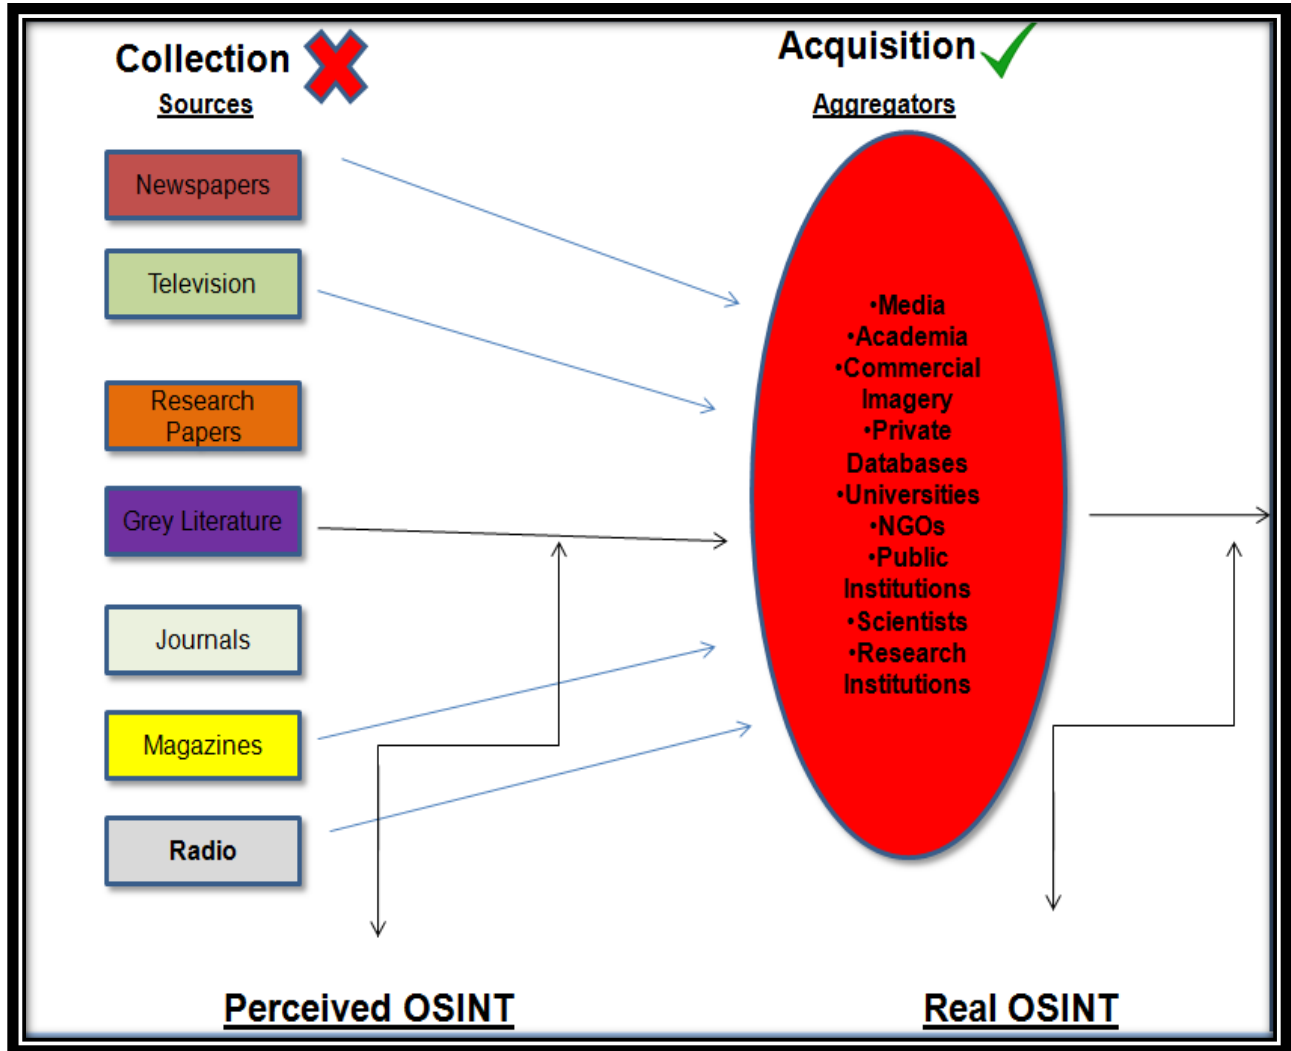 Collection
Sources
Newspapers
Television
Research
Papers
Grey Literature
Journals
Magazines
Radio
Perceived OSINT
Acquisition
Aggregators
•Media
•Academia
•Commercial
Imagery
•Private
Databases
•Universities
•NGOs
•Public
Institutions
•Scientists
•Research
Institutions
Real OSINT